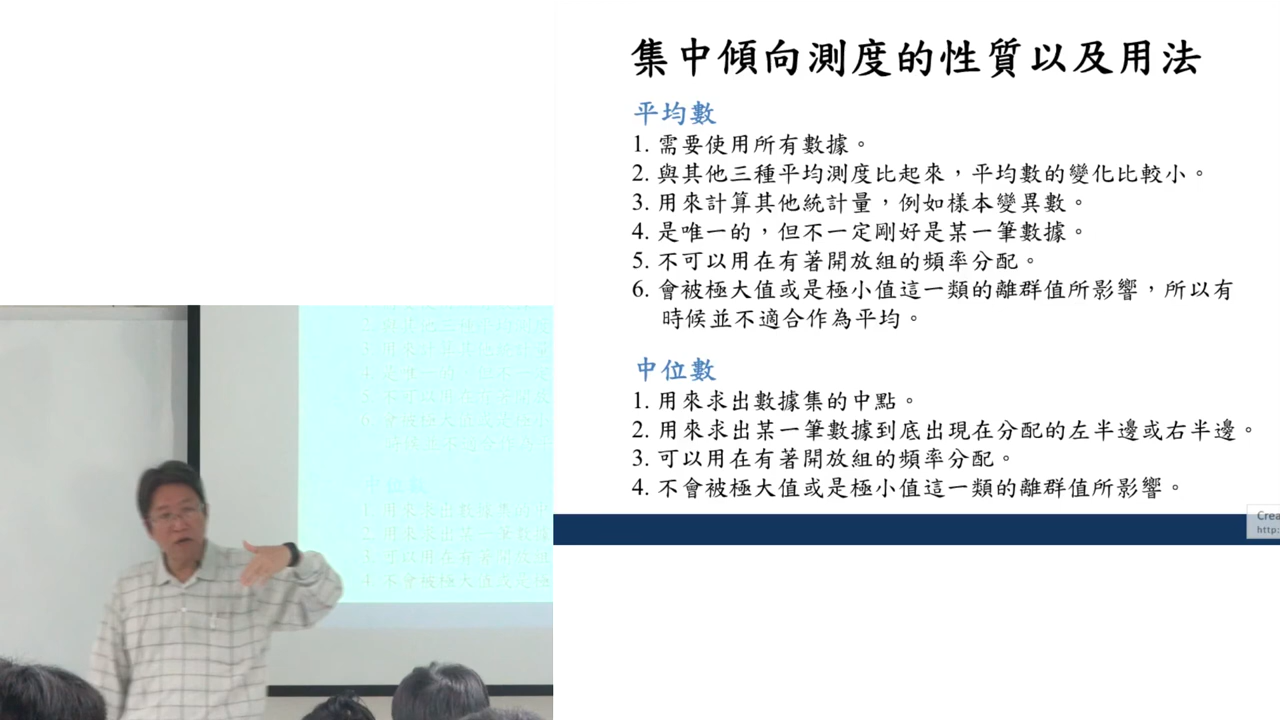 集中傾向測度的性質以及用法
平均數
1. 需要使用所有數據。
2. 與其他三種平均測度比起來，平均數的變化比較小。
3. 用來計算其他統計量，例如樣本變異數。
4. 是唯一的，但不一定剛好是某一筆數據。
5. 不可以用在有著開放組的頻率分配。
6. 會被極大值或是極小值這一類的離群值所影響，所以有
時候並不適合作為平均。
中位數
1. 用來求出數據集的中點。
2. 用來求出某一筆數據到底出現在分配的左半邊或右半邊。
3. 可以用在有著開放組的頻率分配。
4. 不會被極大值或是極小值這一類的離群值所影響。
Crea
http: